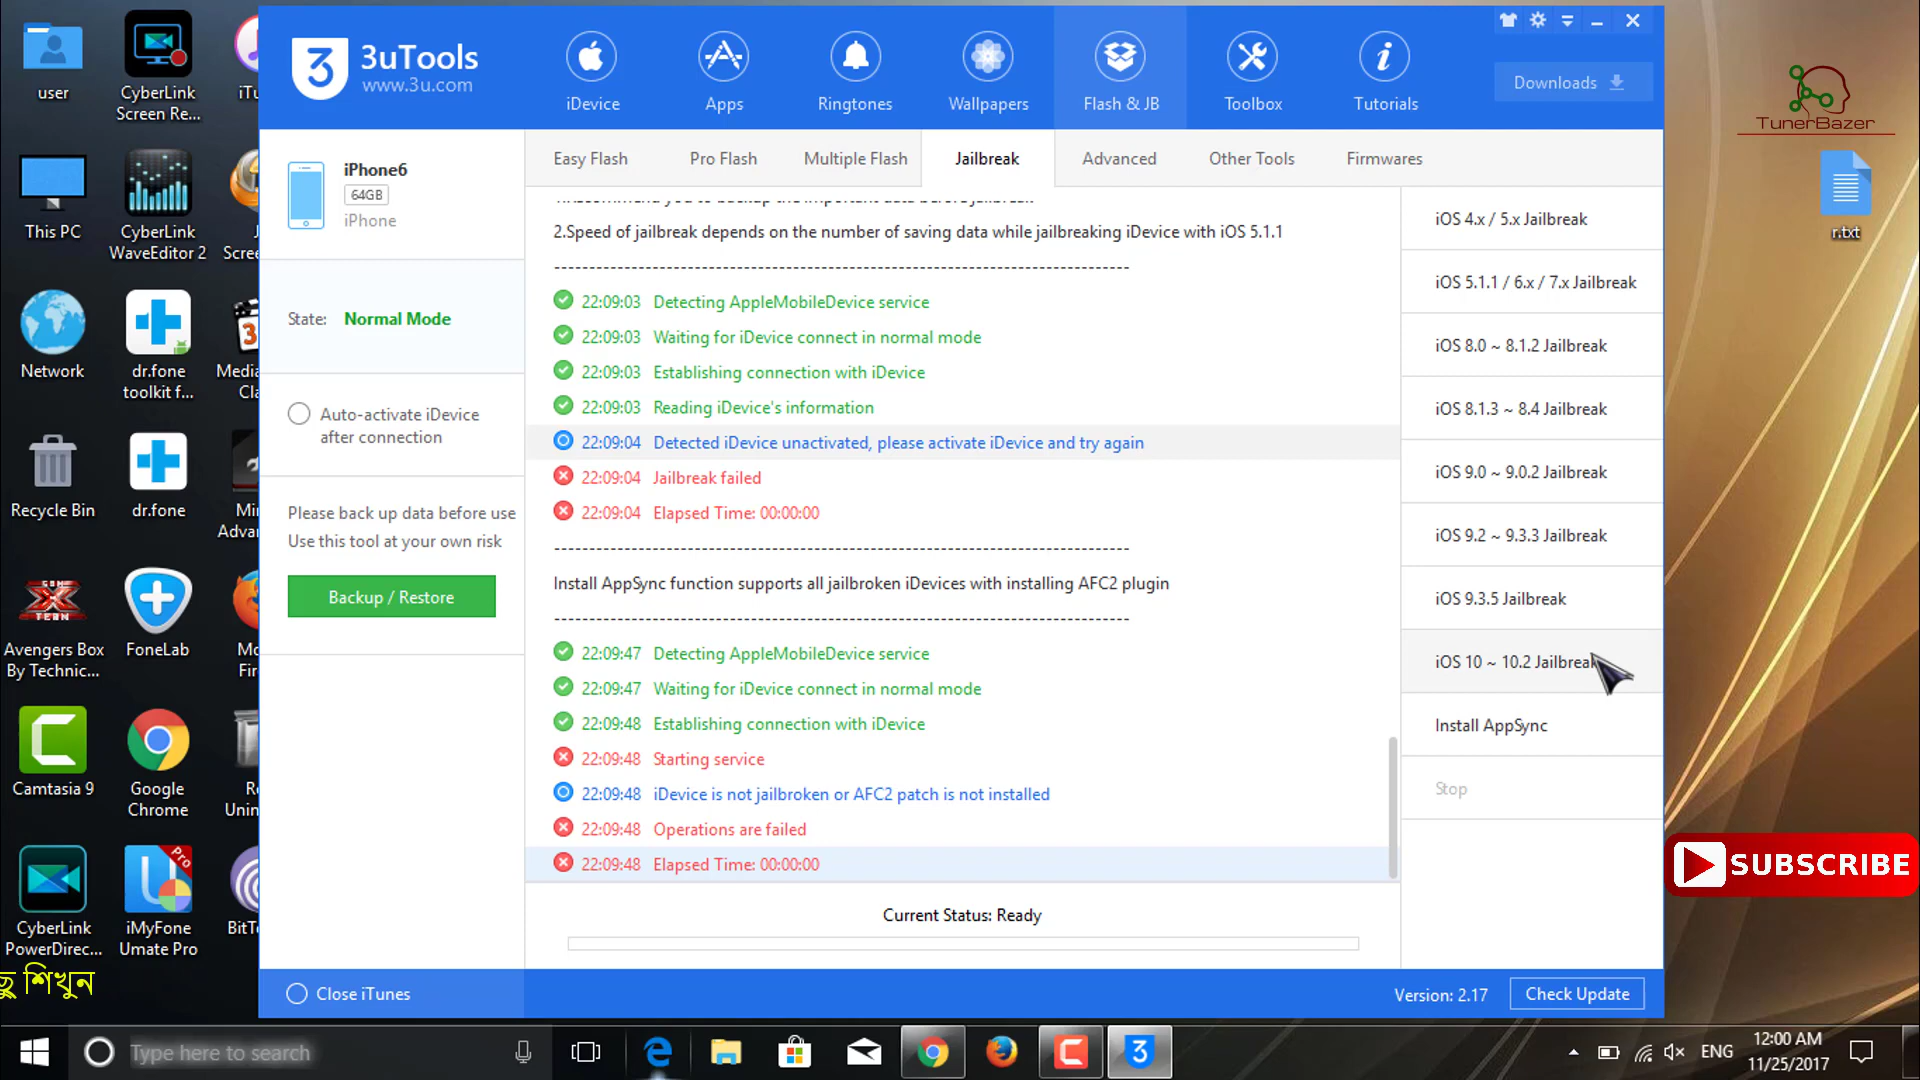 3uTools
www.3u.com
iDevice
Apps
Ringtones
Wallpapers
Flash & JB
Toolbox
Tutorials
Downloads
TunerBazer
iPhone6
64GB
iPhone
State: Normal Mode
Auto-activate iDevice
after connection
Please back up data before use
Use this tool at your own risk
Backup / Restore
Close iTunes
Easy Flash
Pro Flash
Multiple Flash
Jailbreak
Advanced
Other Tools
Firmwares
you to backup the important data before jailbreak
2.Speed of jailbreak depends on the number of saving data while jailbreaking iDevice with iOS 5.1.1
22:09:03 Detecting AppleMobileDevice service
22:09:03 Waiting for iDevice connect in normal mode
22:09:03 Establishing connection with iDevice
22:09:03 Reading iDevice's information
22:09:04 Detected iDevice unactivated, please activate iDevice and try again
22:09:04 Jailbreak failed
22:09:04 Elapsed Time: 00:00:00
Install AppSync function supports all jailbroken iDevices with installing AFC2 plugin
22:09:47 Detecting AppleMobileDevice service
22:09:47 Waiting for iDevice connect in normal mode
22:09:48 Establishing connection with iDevice
22:09:48 Starting service
22:09:48 iDevice is not jailbroken or AFC2 patch is not installed
22:09:48 Operations are failed
22:09:48 Elapsed Time: 00:00:00
Current Status: Ready
iOS 4.x / 5.x Jailbreak
iOS 5.1.1 / 6.x / 7.x Jailbreak
iOS 8.0 ~ 8.1.2 Jailbreak
iOS 8.1.3 ~ 8.4 Jailbreak
iOS 9.0 ~ 9.0.2 Jailbreak
iOS 9.2 ~ 9.3.3 Jailbreak
iOS 9.3.5 Jailbreak
iOS 10 ~ 10.2 Jailbreak
Install AppSync
Stop
Version: 2.17
Check Update
user
CyberLink
Screen Re...
This PC
CyberLink
WaveEditor 2
Network
dr.fone
toolkit f...
Recycle Bin
dr.fone
Avengers Box
By Technic...
FoneLab
Camtasia 9
Google
Chrome
CyberLink
PowerDirec...
iMyFone
Umate Pro
r.txt
SUBSCRIBE
শিখুন
Type here to search
ENG
12:00 AM
11/25/2017